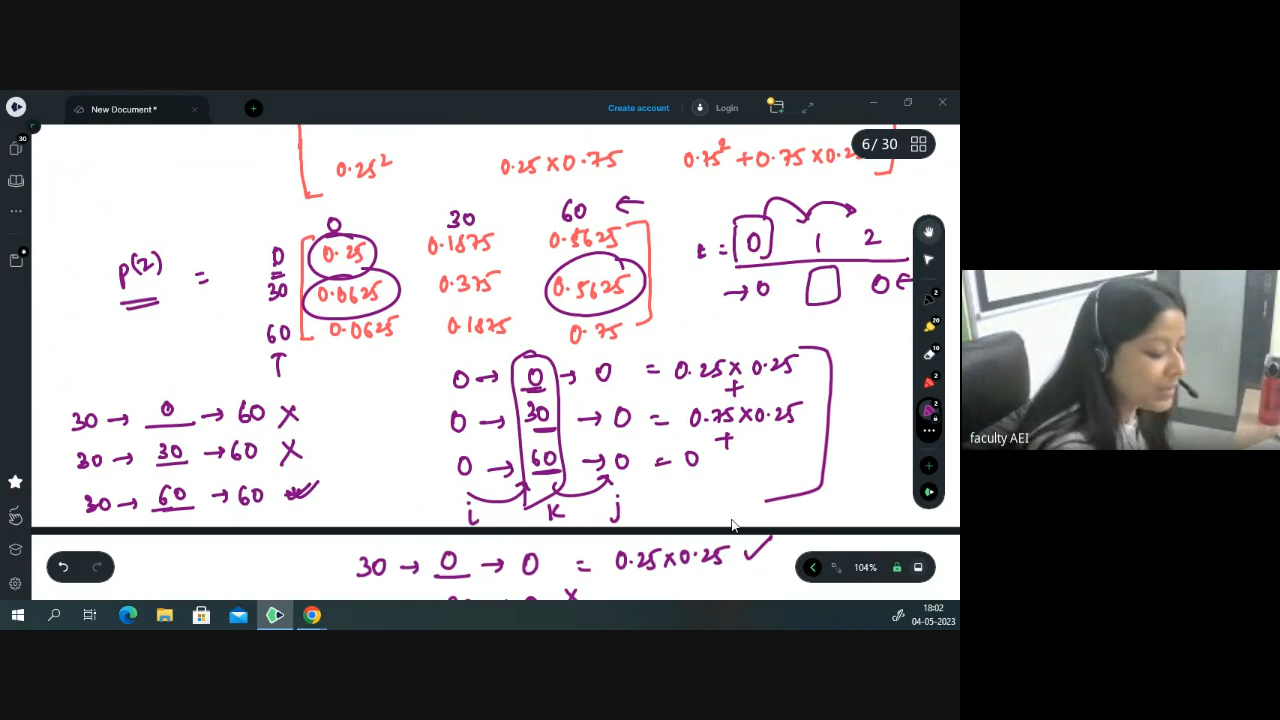 New Document*
Create account
Login
6/30
30
0.25² 0.25×0.75 0.75² + 0.75×0.2
0 30 60 ←
p(2) =
0 0.25 0.1875 0.5625
30 0.0625 0.375 0.5625
60 0.0625 0.1875 0.75
↑
t = 0 1 2
→ 0 0 ←
0 → 0 → 0 = 0.25×0.25
+
0 → 30 → 0 = 0.75×0.25
+
0 → 60 → 0 = 0
i k j
30 → 0 → 60 ×
30 → 30 → 60 ×
30 → 60 → 60
30 → 0 → 0 = 0.25×0.25 ✓
104%
18:02
04-05-2023
faculty AEI